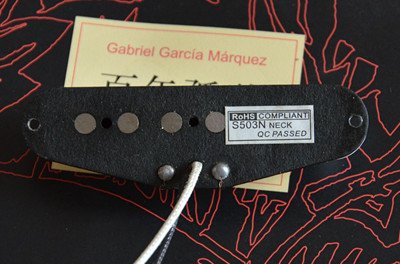 Gabriel García Márquez
RoHS COMPLIANT
S503N NECK
QC PASSED